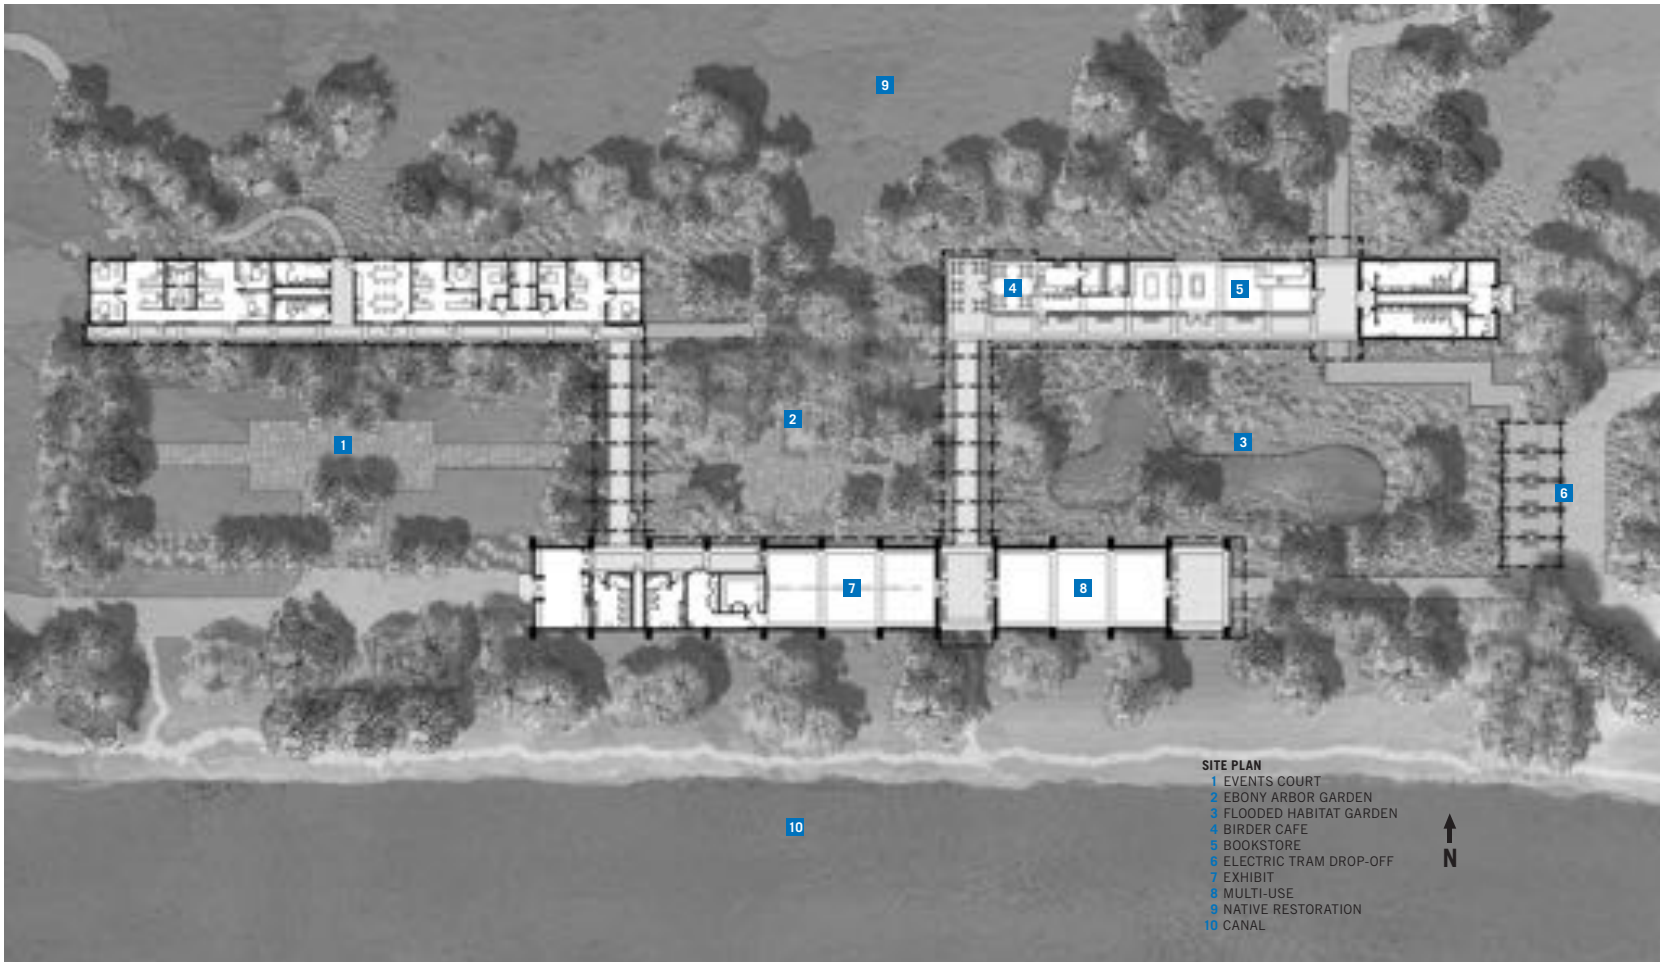 9
4
5
2
1
3
6
7
8
10
SITE PLAN
1 EVENTS COURT
2 EBONY ARBOR GARDEN
3 FLOODED HABITAT GARDEN
4 BIRDER CAFE
5 BOOKSTORE
6 ELECTRIC TRAM DROP-OFF
7 EXHIBIT
8 MULTI-USE
9 NATIVE RESTORATION
10 CANAL
N